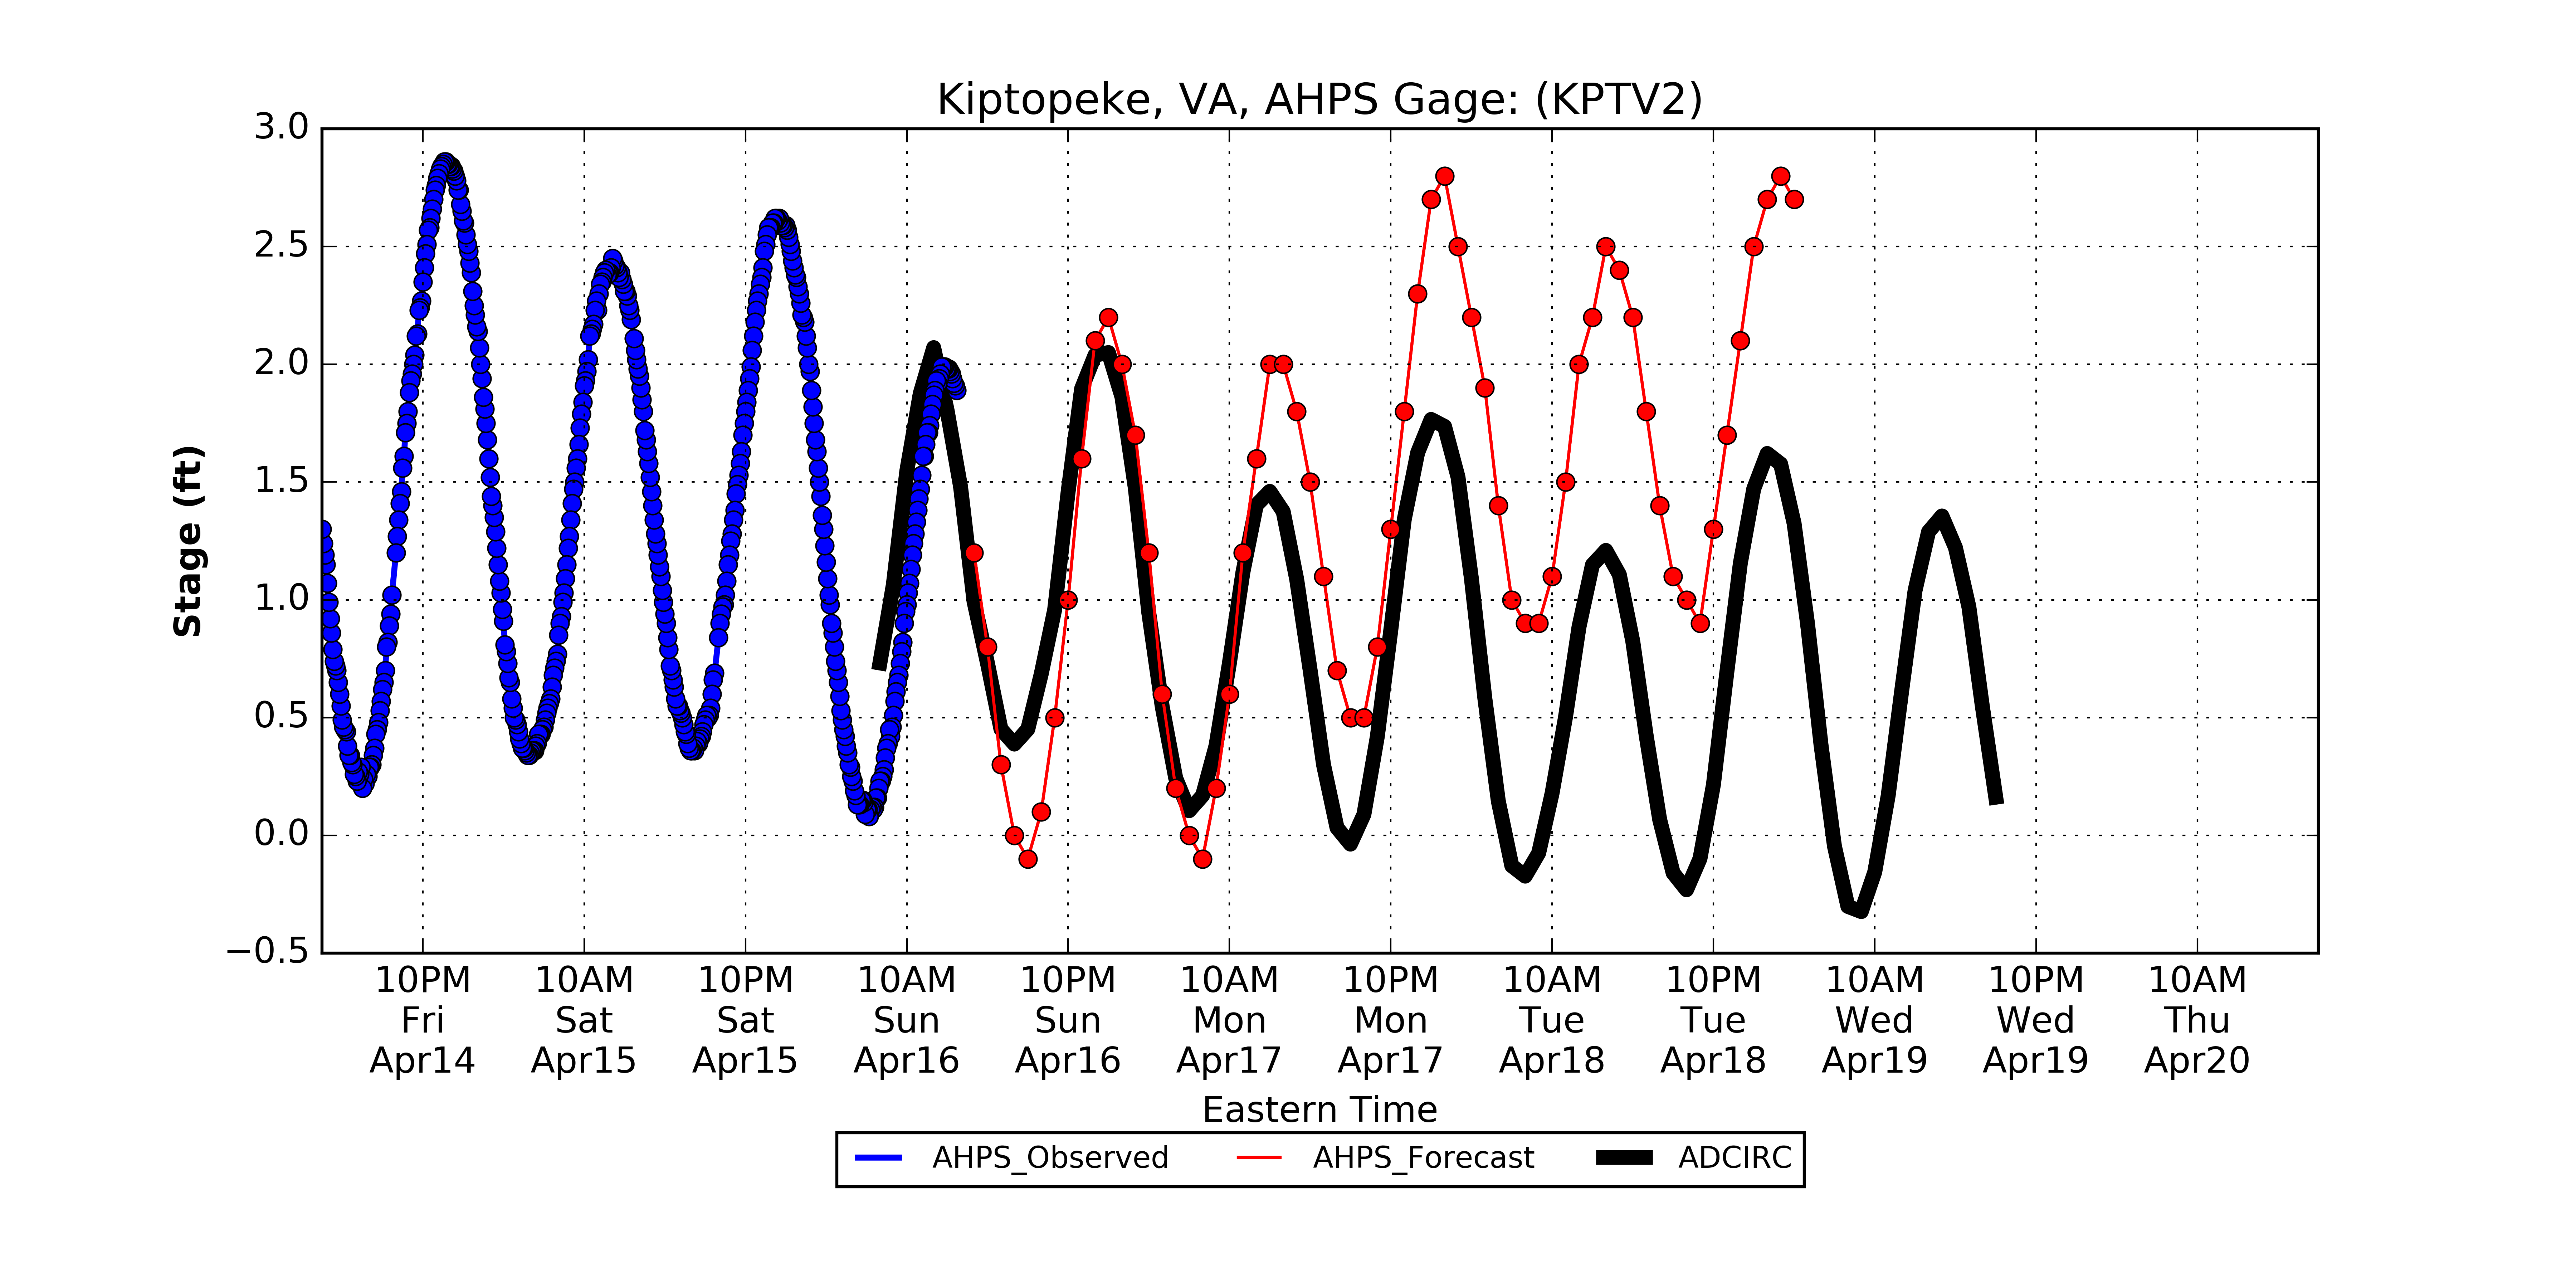 Kiptopeke, VA, AHPS Gage: (KPTV2)
3.0
2.5
2.0
1.5
1.0
0.5
0.0
−0.5
Stage (ft)
10PM 10AM 10PM 10AM 10PM 10AM 10PM 10AM 10PM 10AM 10PM 10AM
Fri Sat Sat Sun Sun Mon Mon Tue Tue Wed Wed Thu
Apr14 Apr15 Apr15 Apr16 Apr16 Apr17 Apr17 Apr18 Apr18 Apr19 Apr19 Apr20
Eastern Time
AHPS_Observed AHPS_Forecast ADCIRC